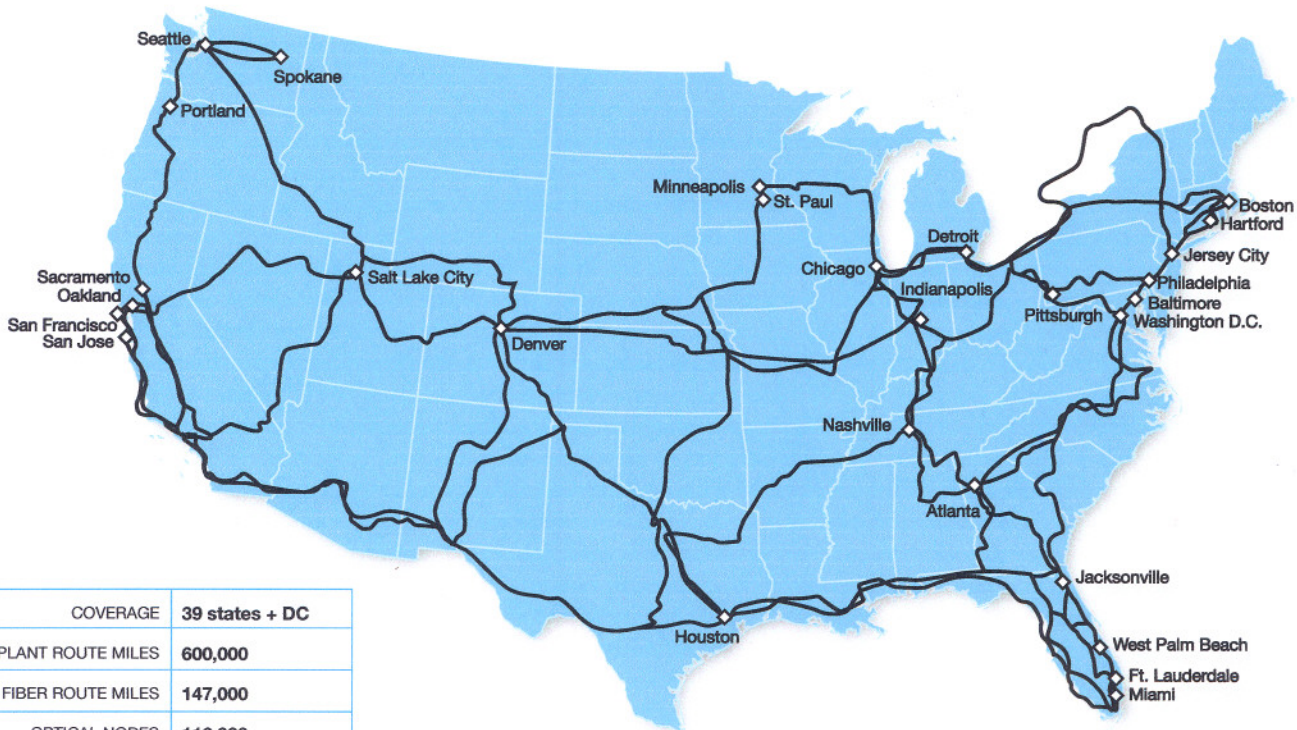 Seattle
Spokane
Portland
Minneapolis
St. Paul
Boston
Hartford
Detroit
Jersey City
Chicago
Salt Lake City
Sacramento
Indianapolis
Philadelphia
Oakland
Baltimore
Pittsburgh
Washington D.C.
San Francisco
San Jose
Denver
Nashville
Atlanta
Jacksonville
Houston
West Palm Beach
Ft. Lauderdale
Miami
COVERAGE 39 states + DC
PLANT ROUTE MILES 600,000
FIBER ROUTE MILES 147,000
OPTICAL NODES